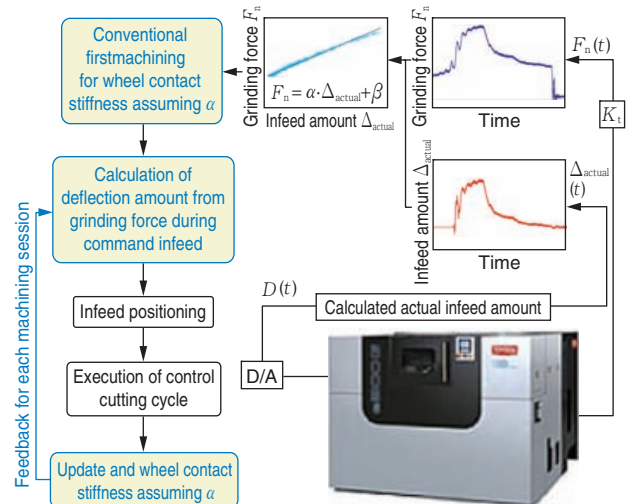 Conventional
firstmachining
for wheel contact
stiffness assuming α
Calculation of
deflection amount from
grinding force during
command infeed
Infeed positioning
Execution of control
cutting cycle
Update and wheel contact
stiffness assuming α
Feedback for each machining session
Grinding force Fn
Fn = α·Δactual+β
Infeed amount Δactual
Grinding force Fn
Time
Fn(t)
Kt
Infeed amount Δactual
Time
Δactual
(t)
D(t)
Calculated actual infeed amount
D/A